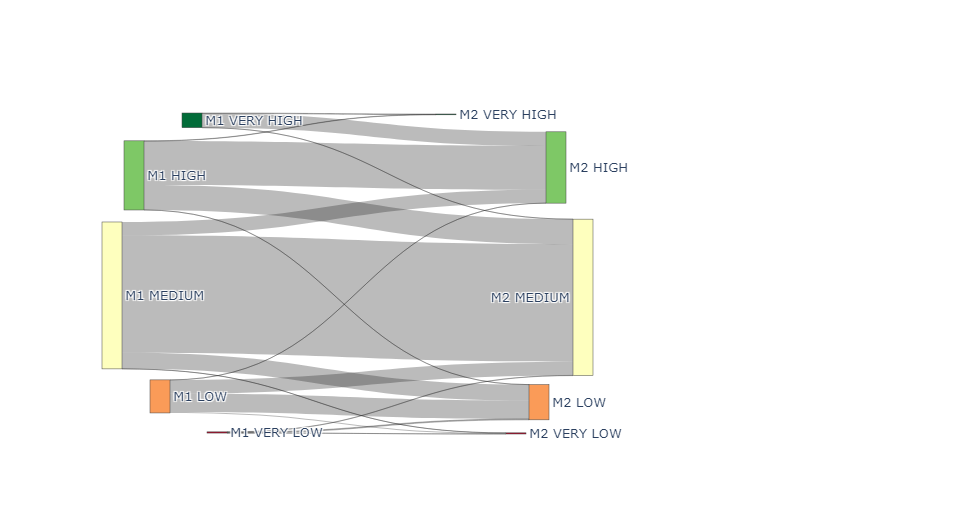 M1 VERY HIGH
M1 HIGH
M1 MEDIUM
M1 LOW
M1 VERY LOW
M2 VERY HIGH
M2 HIGH
M2 MEDIUM
M2 LOW
M2 VERY LOW